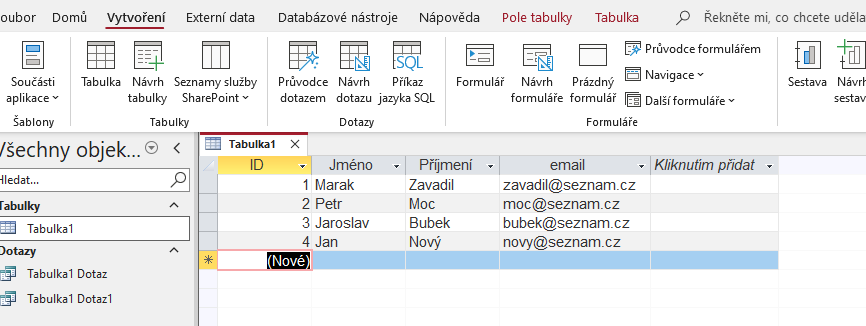 oubor Domů Vytvoření Externí data Databázové nástroje Nápověda Pole tabulky Tabulka Řekněte mi, co chcete uděla
Součásti aplikace
Tabulka
Návrh tabulky
Seznamy služby SharePoint
Průvodce dotazem
Návrh dotazu
Příkaz jazyka SQL
SQL
Formulář
Návrh formuláře
Prázdný formulář
Průvodce formulářem
Navigace
Další formuláře
Sestava
Návrh sestav
Šablony Tabulky Dotazy Formuláře
Všechny objek...
Hledat...
Tabulky
Tabulka1
Dotazy
Tabulka1 Dotaz
Tabulka1 Dotaz1
Tabulka1
ID Jméno Příjmení email Kliknutim přidat
1 Marak Zavadil zavadil@seznam.cz
2 Petr Moc moc@seznam.cz
3 Jaroslav Bubek bubek@seznam.cz
4 Jan Nový novy@seznam.cz
(Nové)